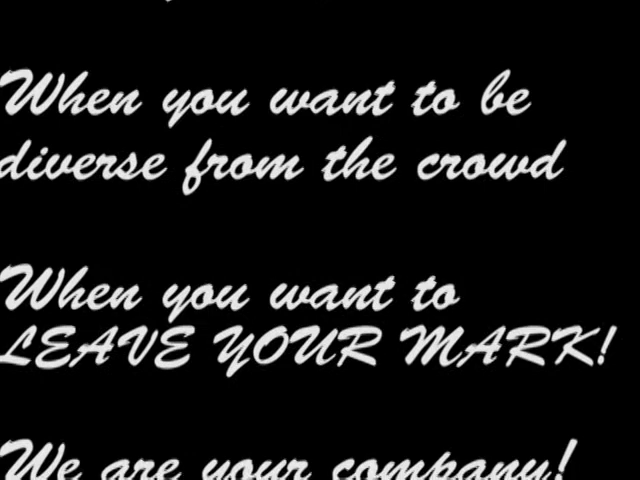 When you want to be
diverse from the crowd
When you want to
LEAVE YOUR MARK!
We are your company!